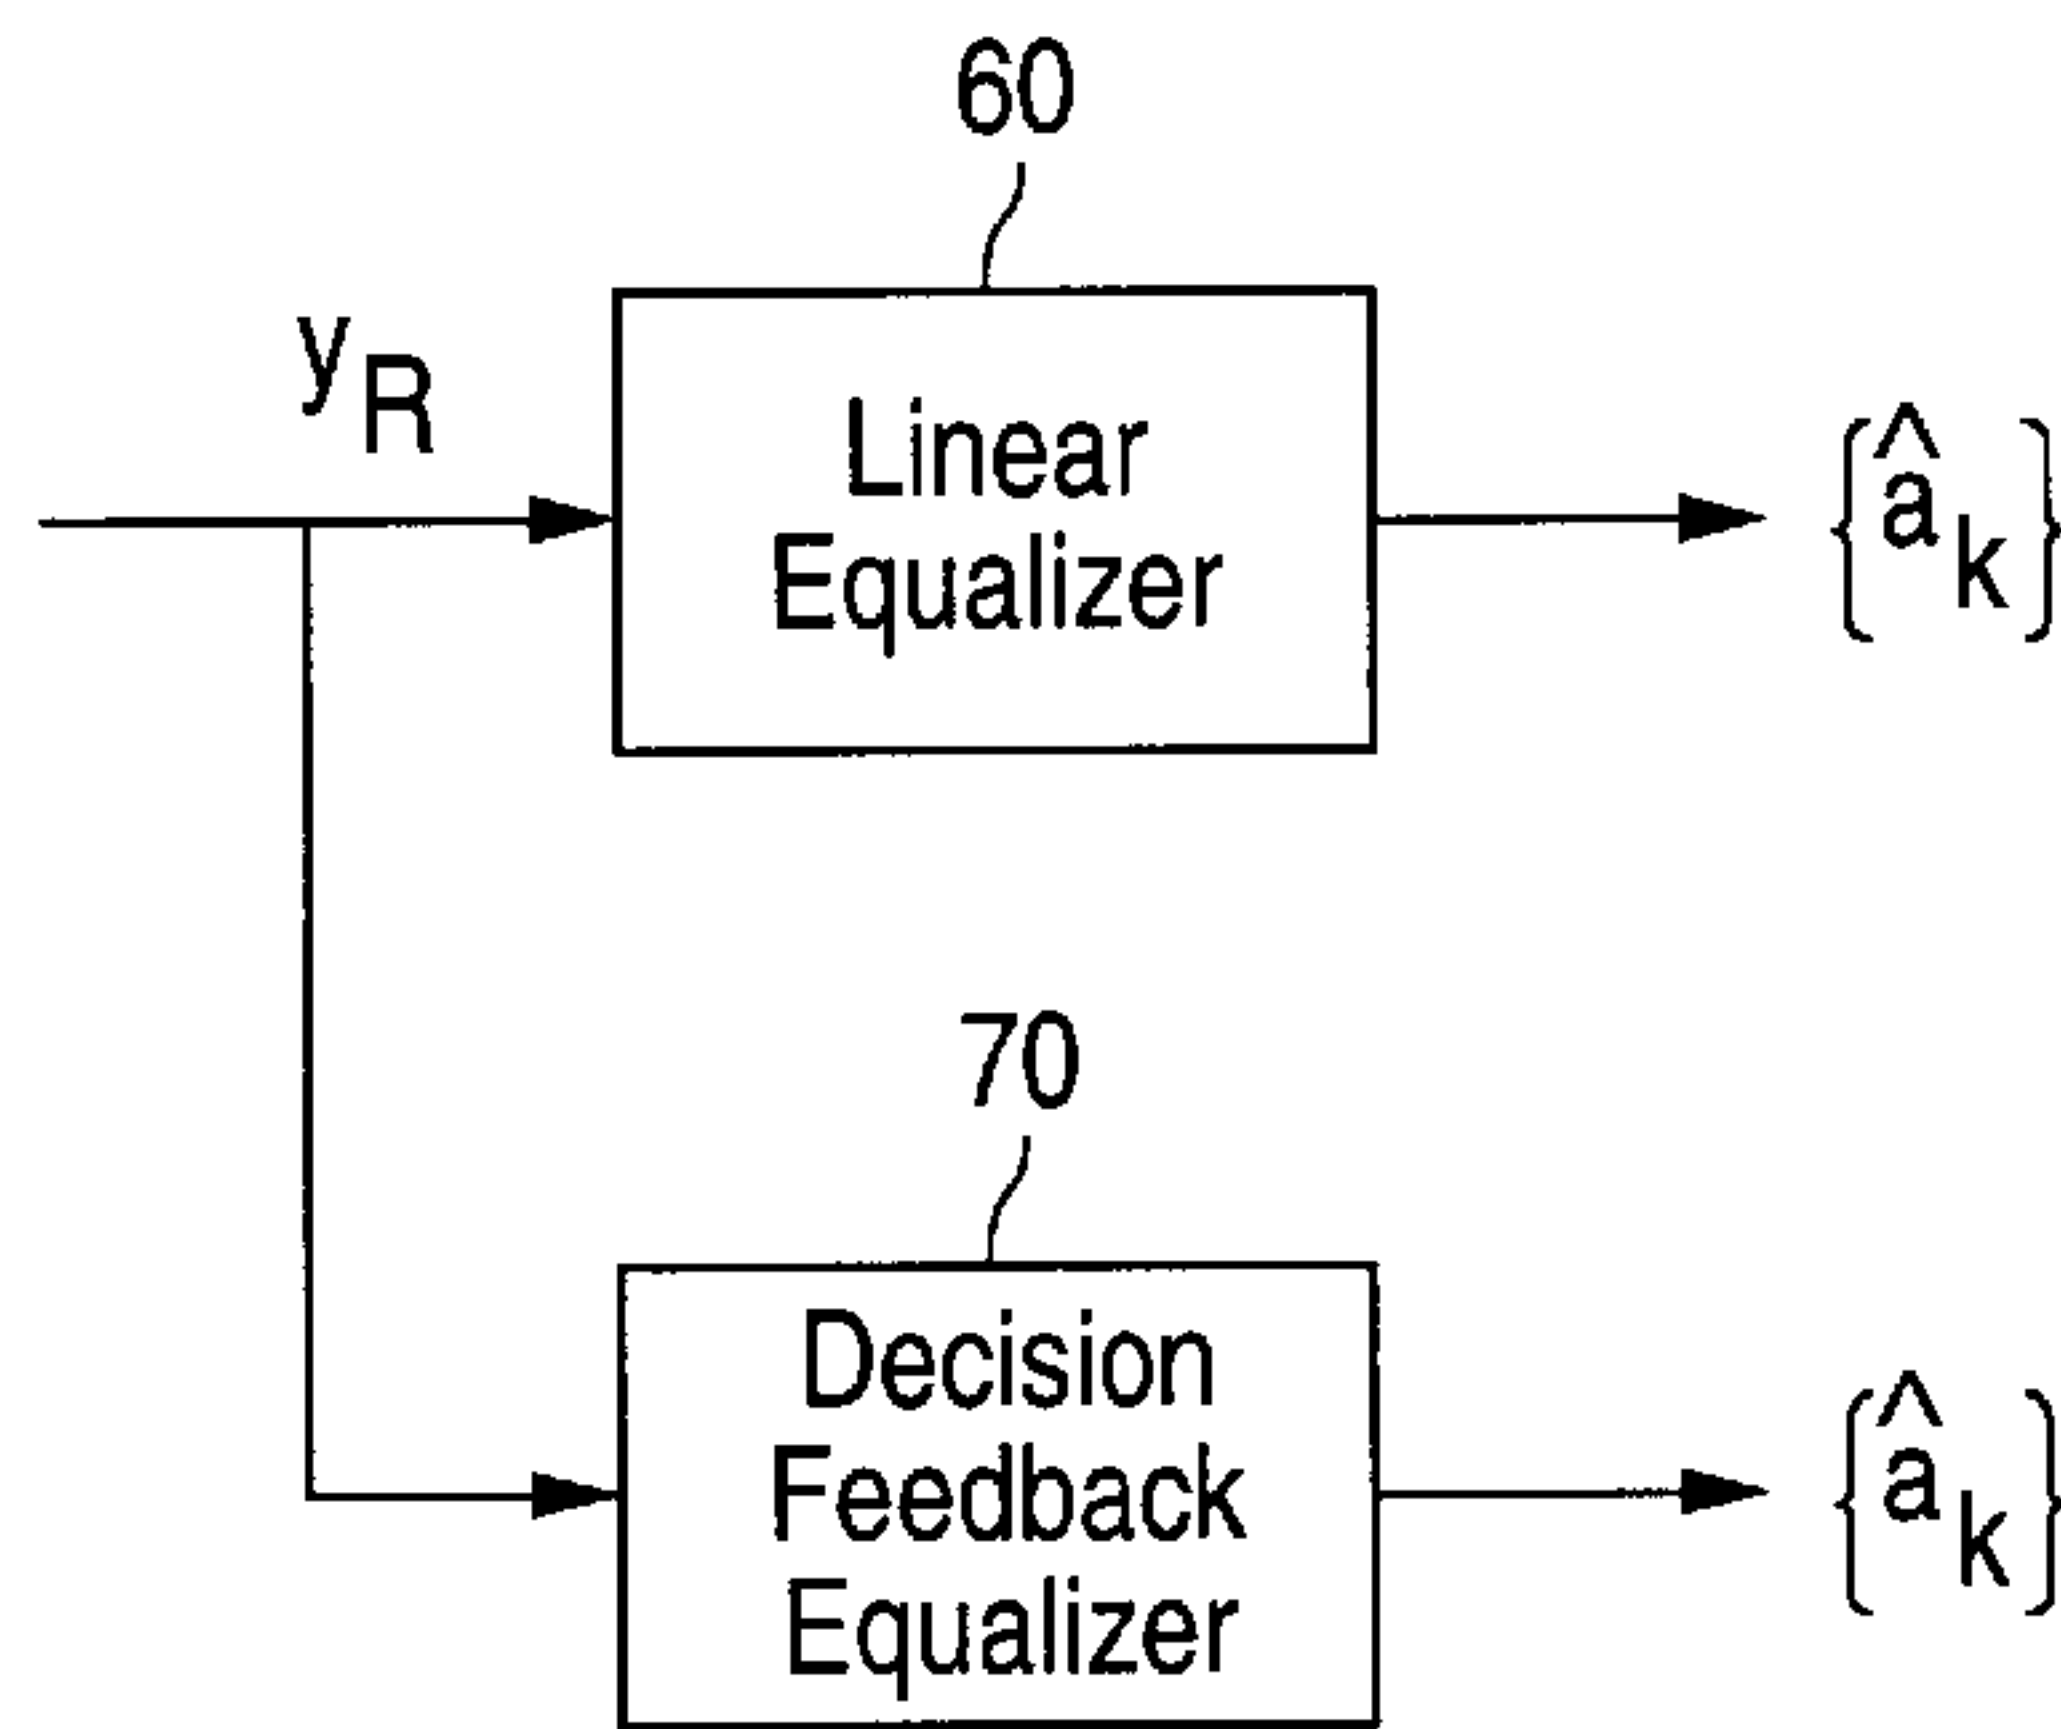 60
y_R
Linear
Equalizer
{â_k}
70
Decision
Feedback
Equalizer
{â_k}